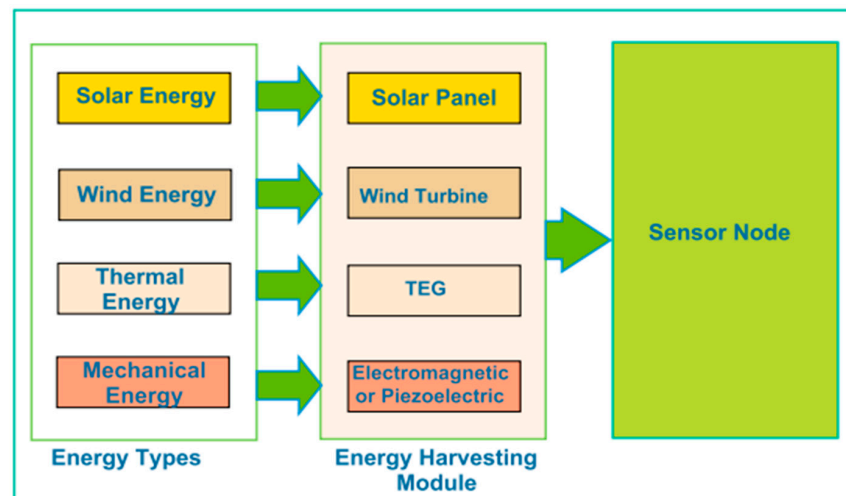 Solar Energy
Solar Panel
Wind Energy
Wind Turbine
Sensor Node
Thermal
Energy
TEG
Mechanical
Energy
Electromagnetic
or Piezoelectric
Energy Types
Energy Harvesting
Module